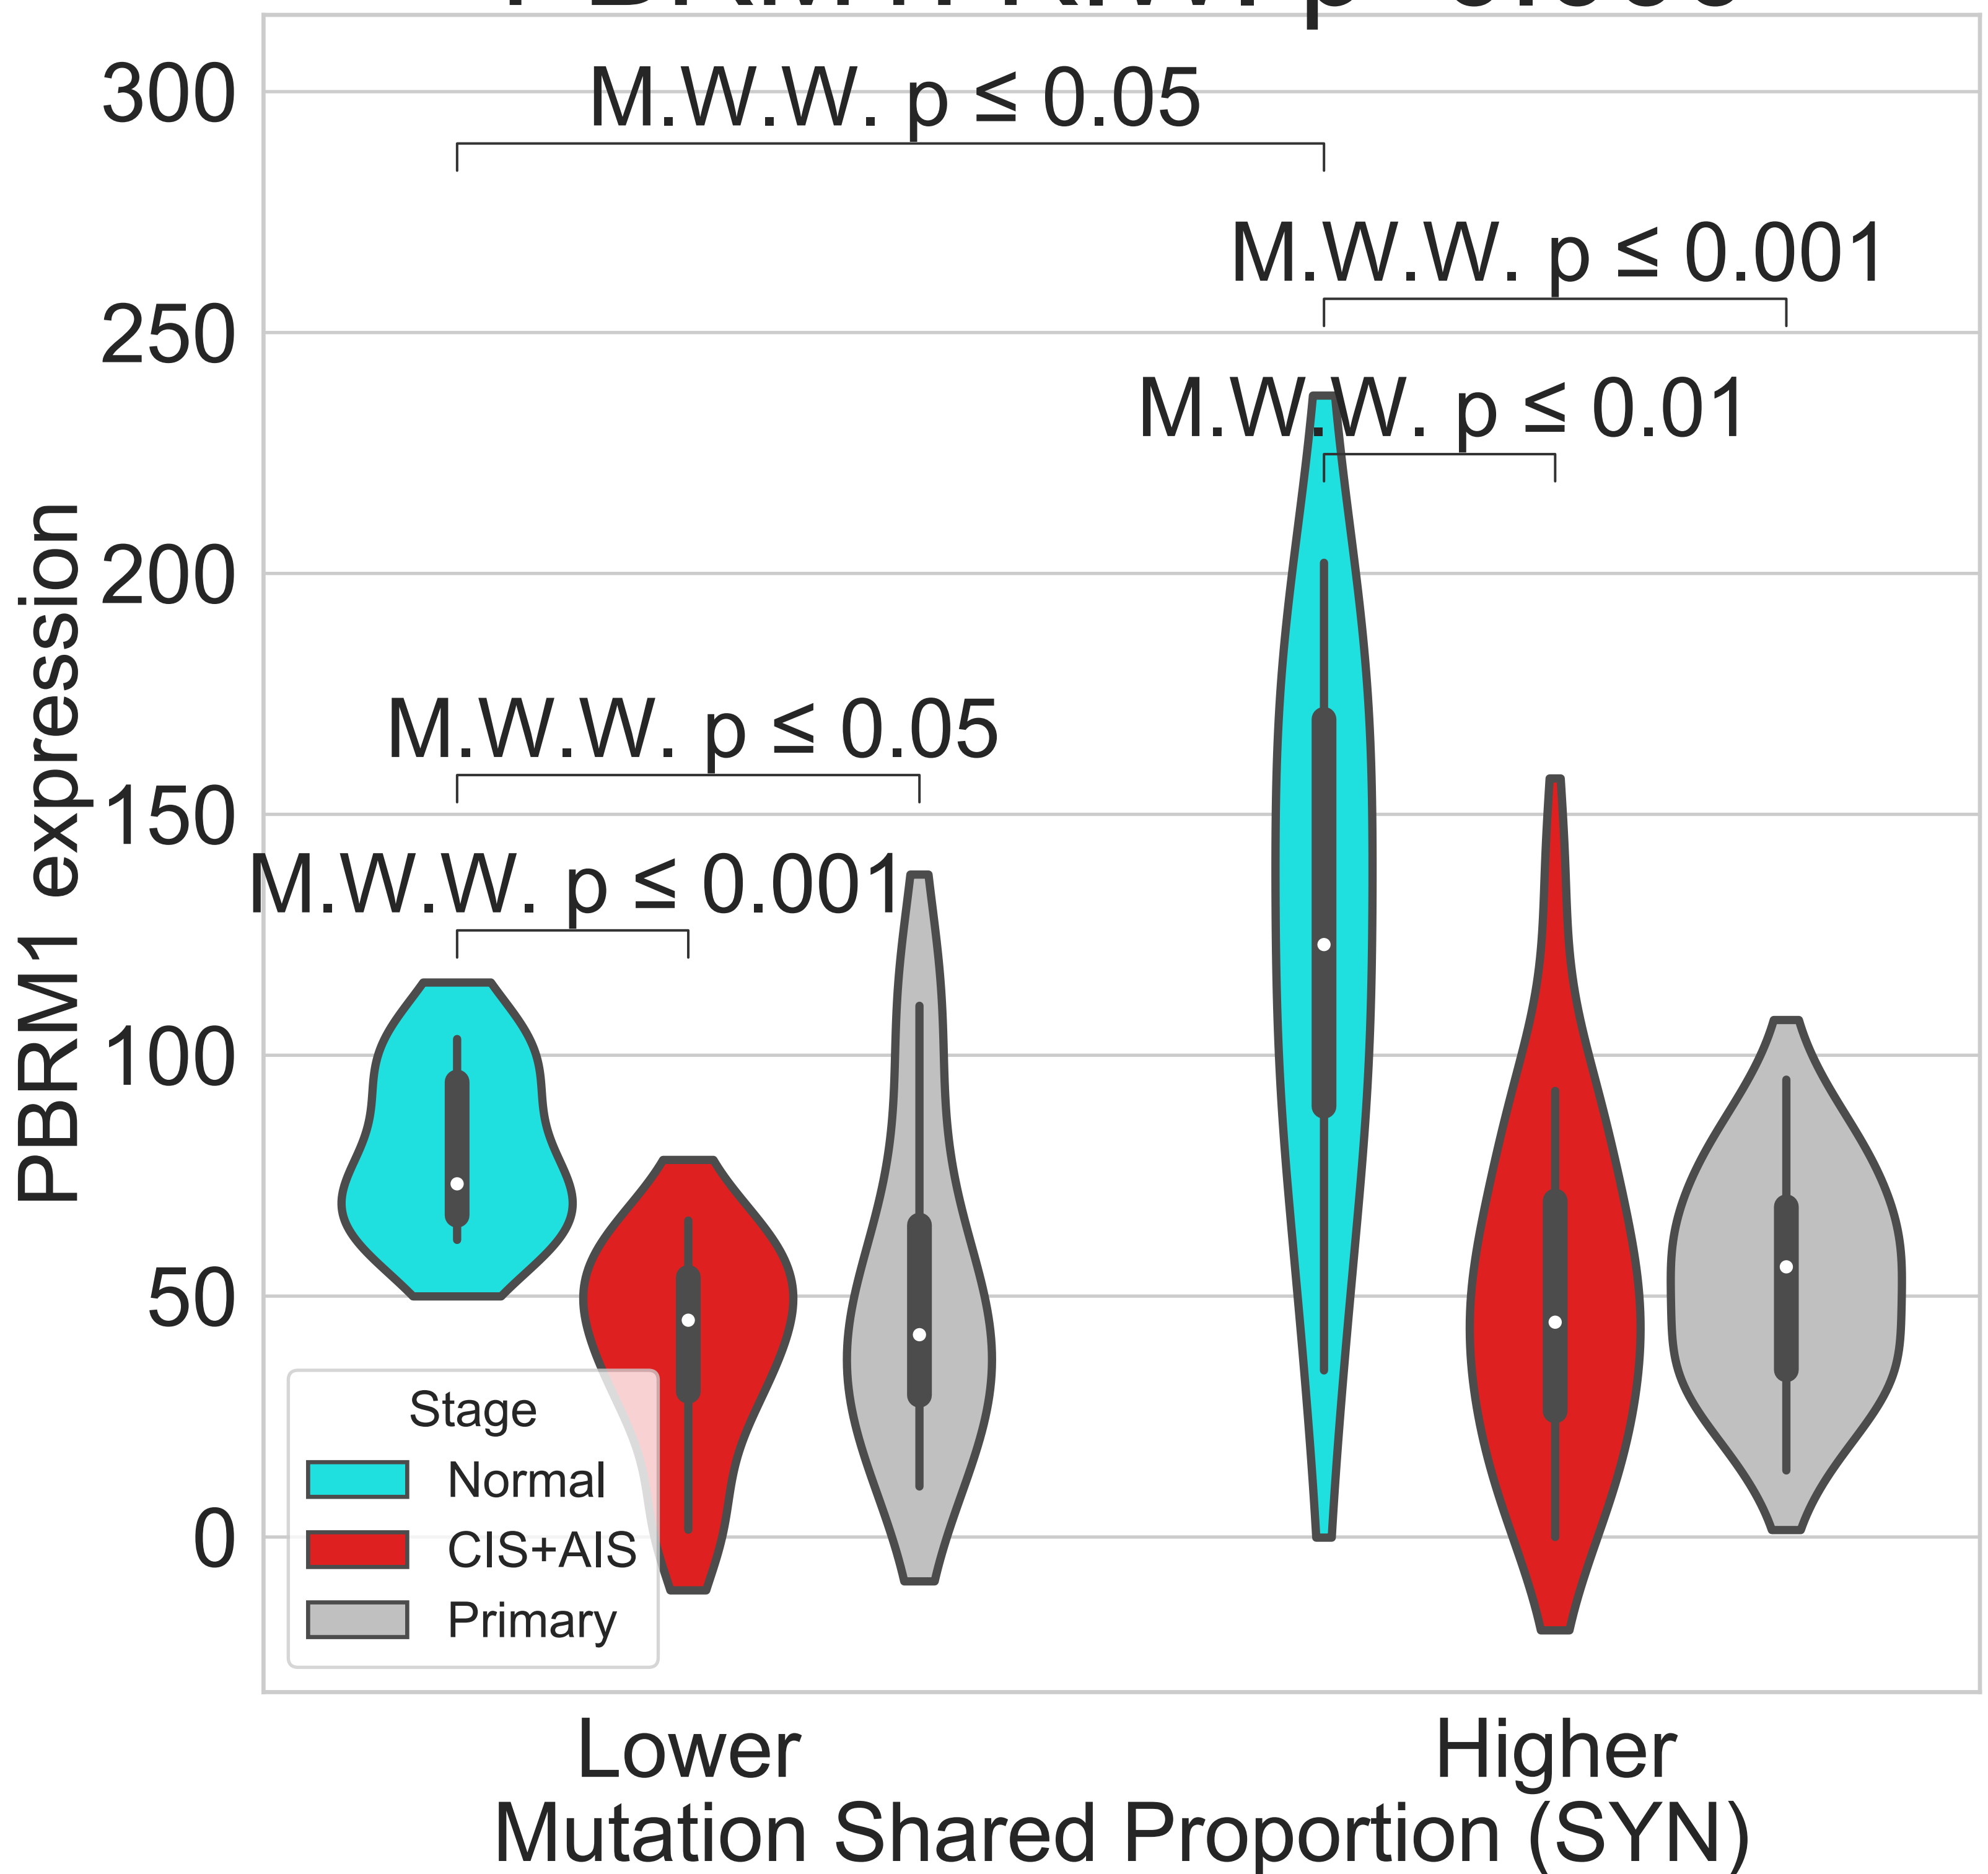 300
M.W.W. p ≤ 0.05
M.W.W. p ≤ 0.001
250
M.W.W. p ≤ 0.01
200
M.W.W. p ≤ 0.05
150
M.W.W. p ≤ 0.001
100
50
0
PBRM1 expression
Stage
Normal
CIS+AIS
Primary
Lower
Higher
Mutation Shared Proportion (SYN)